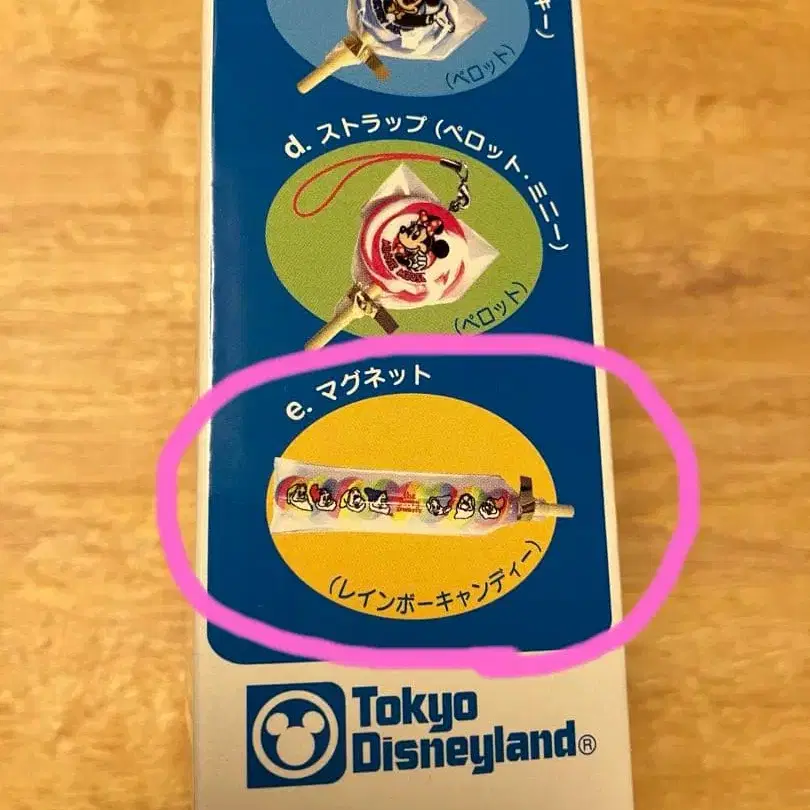 キー)
(ペロット)
d. ストラップ (ペロット・ミニー)
(ペロット)
e. マグネット
(レインボーキャンディー)
Tokyo
Disneyland®